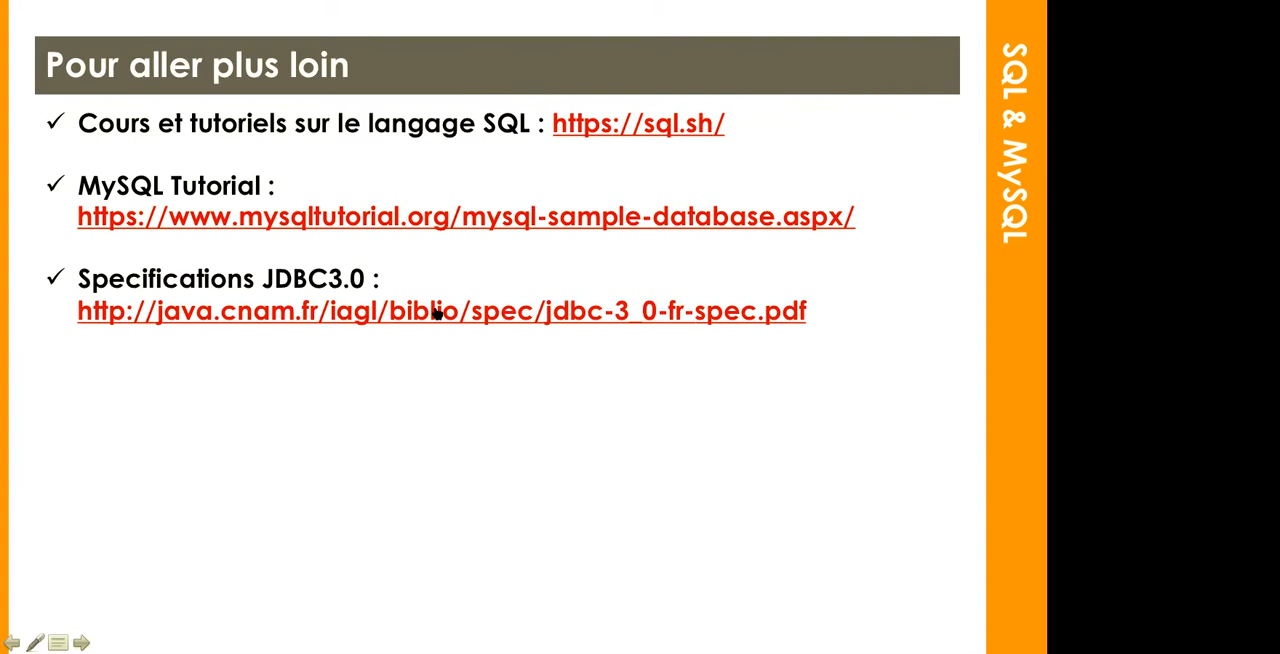 Pour aller plus loin
Cours et tutoriels sur le langage SQL : https://sql.sh/
MySQL Tutorial :
https://www.mysqltutorial.org/mysql-sample-database.aspx/
Specifications JDBC3.0 :
http://java.cnam.fr/iagl/biblio/spec/jdbc-3_0-fr-spec.pdf
SQL & MySQL